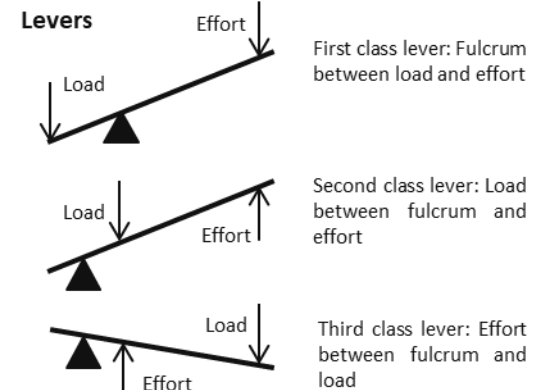 Levers
Effort
Load
First class lever: Fulcrum
between load and effort
Load
Effort
Second class lever: Load
between fulcrum and
effort
Load
Effort
Third class lever: Effort
between fulcrum and
load